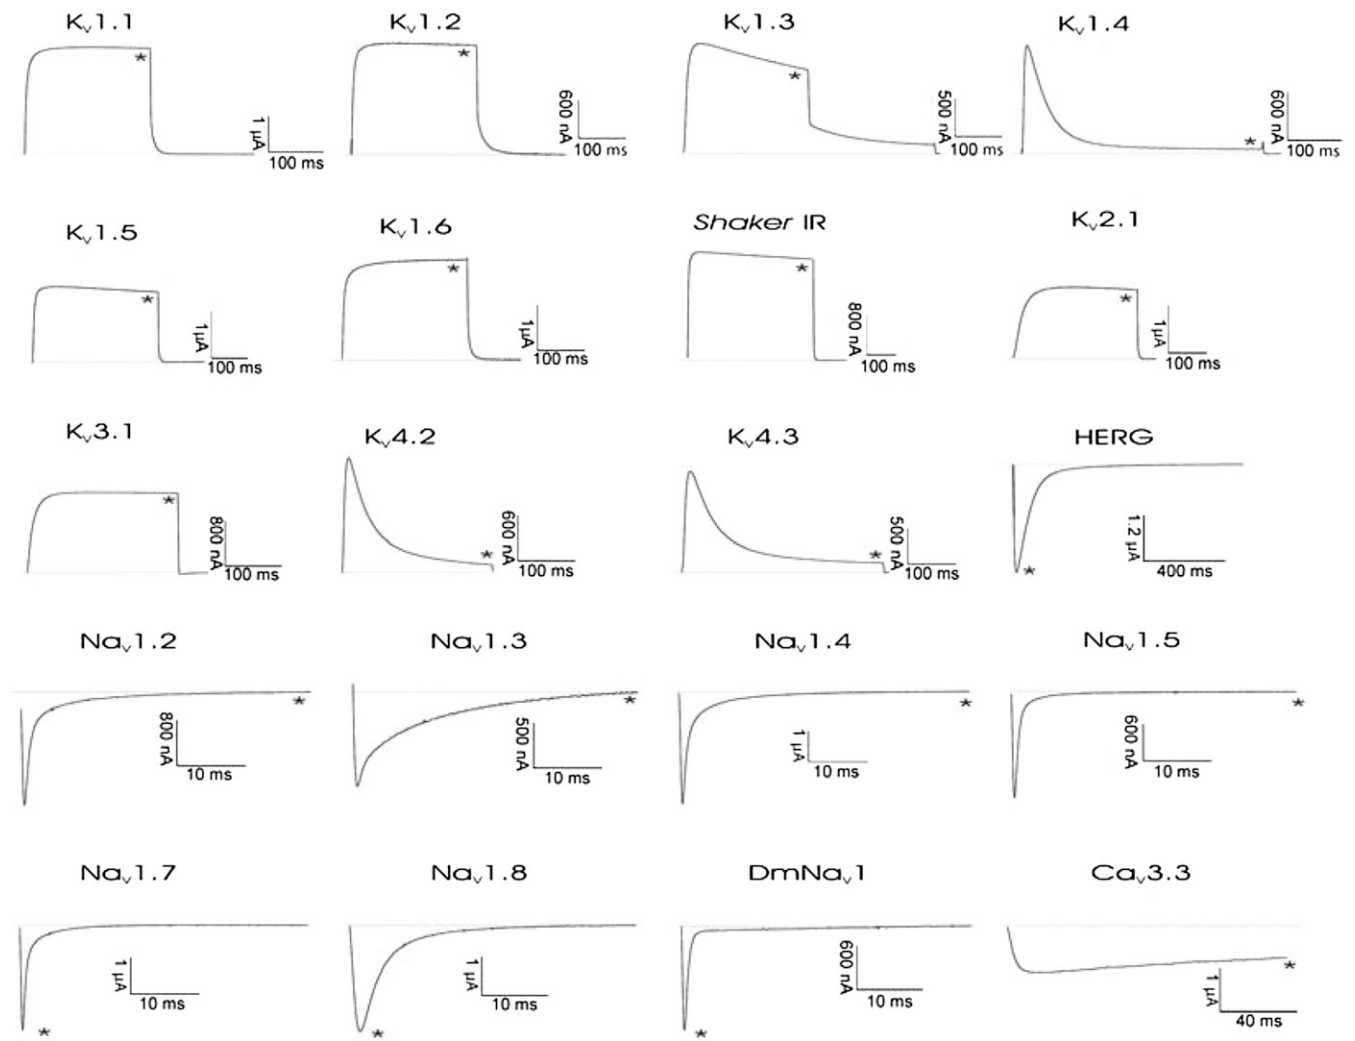 Kv1.1
Kv1.2
Kv1.3
Kv1.4
*
*
*
*
1 µA
100 ms
600 nA
100 ms
500 nA
100 ms
600 nA
100 ms
Kv1.5
Kv1.6
Shaker IR
Kv2.1
*
*
*
*
1µA
100 ms
1µA
100 ms
800 nA
100 ms
1µA
100 ms
Kv3.1
Kv4.2
Kv4.3
HERG
*
*
*
*
800 nA
100 ms
600 nA
100 ms
500 nA
100 ms
1.2 µA
400 ms
Nav1.2
Nav1.3
Nav1.4
Nav1.5
*
*
*
*
800 nA
10 ms
500 nA
10 ms
1 µA
10 ms
600 nA
10 ms
Nav1.7
Nav1.8
DmNav1
Cav3.3
*
*
*
*
1 µA
10 ms
1 µA
10 ms
600 nA
10 ms
1 µA
40 ms